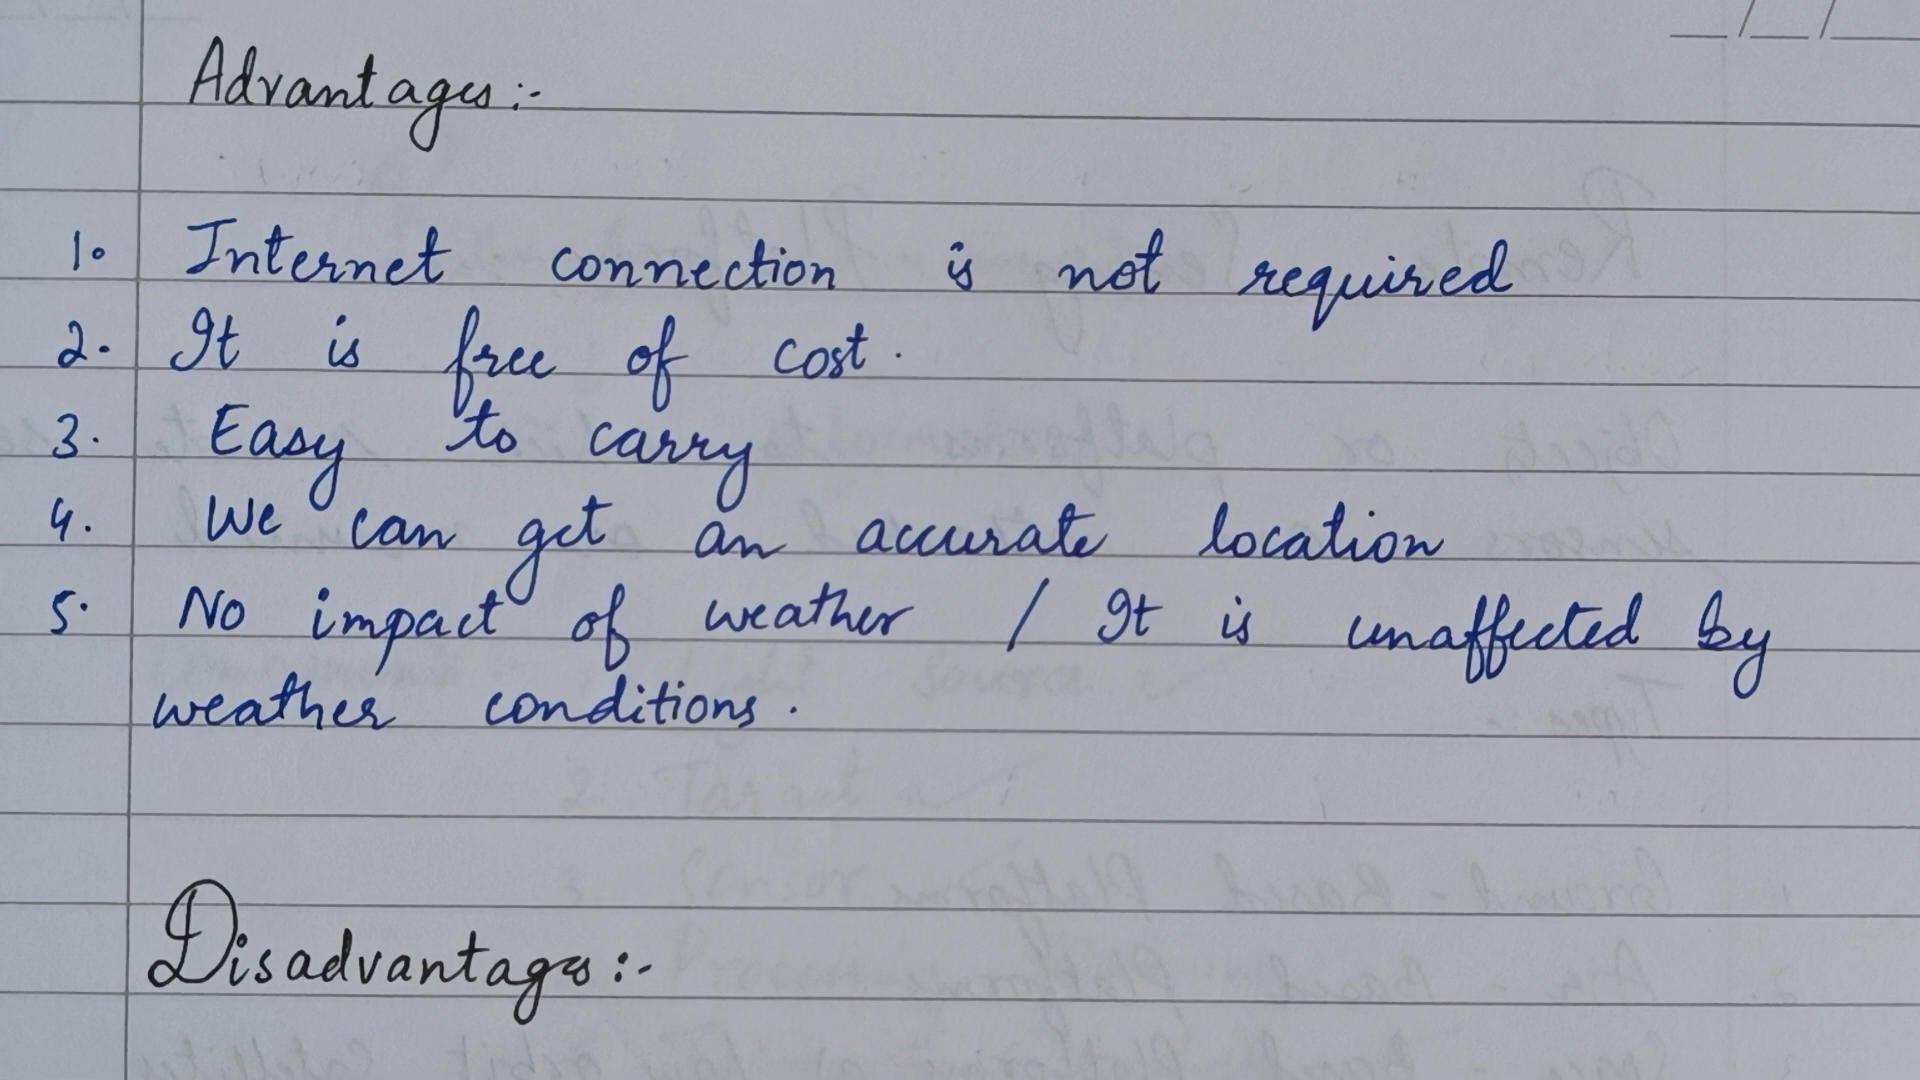 Advantages:-
1. Internet connection is not required
2. It is free of cost.
3. Easy to carry
4. We can get an accurate location
5. No impact of weather / It is unaffected by
weather conditions.
Disadvantages:-